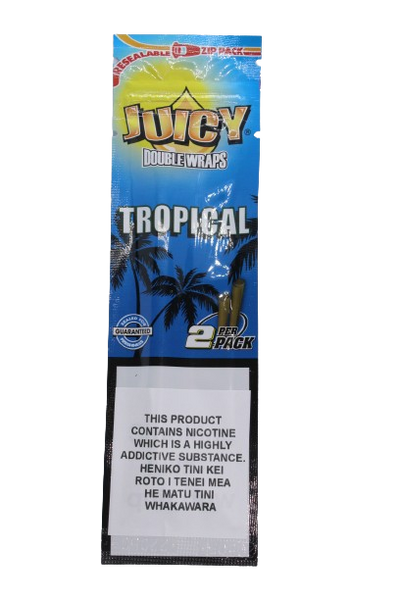 RESEALABLE ZIP PACK
JUICY®
DOUBLE WRAPS
TROPICAL
GUARANTEED
2 PER
PACK
THIS PRODUCT
CONTAINS NICOTINE
WHICH IS A HIGHLY
ADDICTIVE SUBSTANCE.
HENIKO TINI KEI
ROTO I TENEI MEA
HE MATU TINI
WHAKAWARA